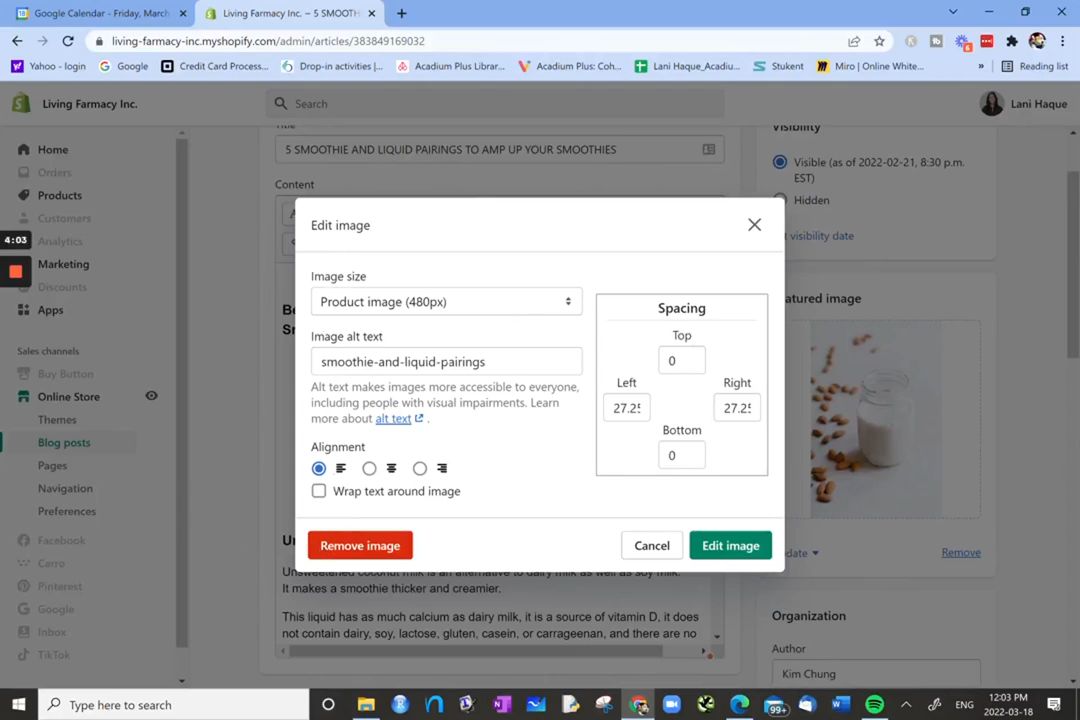 Google Calendar - Friday, March
Living Farmacy Inc. ~ 5 SMOOTH
living-farmacy-inc.myshopify.com/admin/articles/383849169032
Yahoo - login
Google
Credit Card Process...
Drop-in activities |...
Acadium Plus Librar...
Acadium Plus: Coh...
Lani Haque_Acadiu...
Stukent
Miro | Online White...
»
Reading list
Living Farmacy Inc.
Search
Lani Haque
Home
Orders
Products
Customers
Analytics
4:03
Marketing
Discounts
Apps
Sales channels
Buy Button
Online Store
Themes
Blog posts
Pages
Navigation
Preferences
Facebook
Carro
Pinterest
Google
Inbox
TikTok
Title
5 SMOOTHIE AND LIQUID PAIRINGS TO AMP UP YOUR SMOOTHIES
Content
Edit image
Image size
Product image (480px)
Image alt text
smoothie-and-liquid-pairings
Alt text makes images more accessible to everyone,
including people with visual impairments. Learn
more about alt text .
Alignment
Wrap text around image
Spacing
Top
0
Left
Right
27.25
27.25
Bottom
0
Remove image
Cancel
Edit image
Unsweetened coconut milk is an alternative to dairy milk as well as soy milk.
It makes a smoothie thicker and creamier.
This liquid has as much calcium as dairy milk, it is a source of vitamin D, it does
not contain dairy, soy, lactose, gluten, casein, or carrageenan, and there are no
Visibility
Visible (as of 2022-02-21, 8:30 p.m.
EST)
Hidden
visibility date
atured image
date
Remove
Organization
Author
Kim Chung
Type here to search
99+
ENG
12:03 PM
2022-03-18